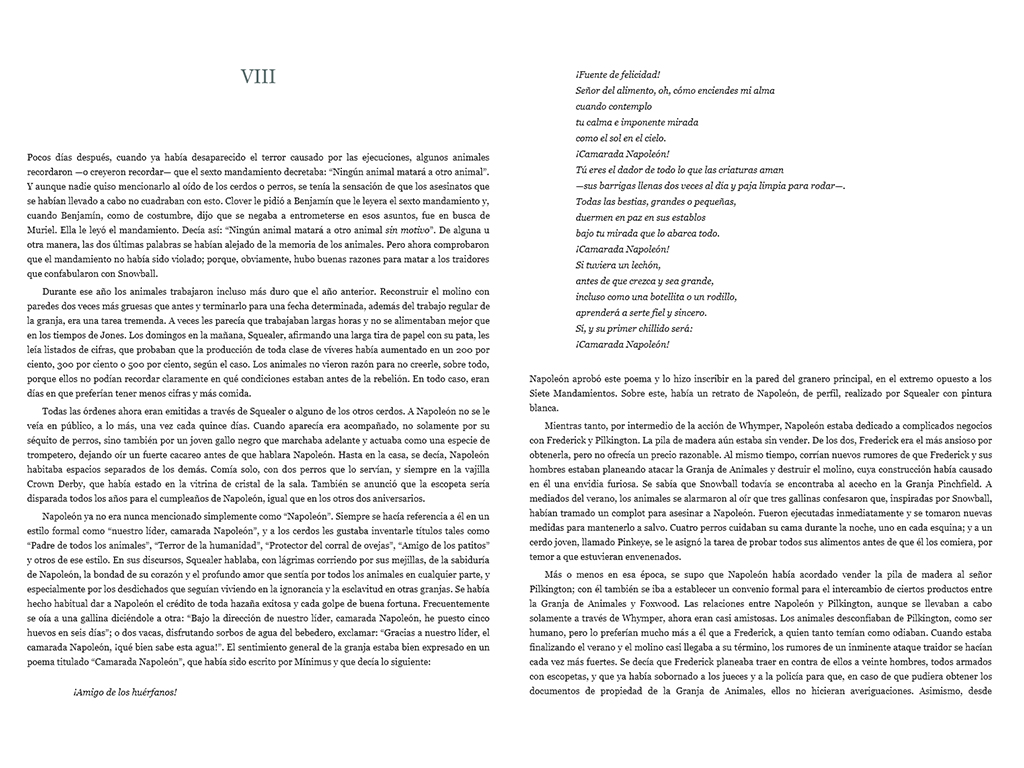 VIII
Pocos días después, cuando ya había desaparecido el terror causado por las ejecuciones, algunos animales
recordaron —o creyeron recordar— que el sexto mandamiento decretaba: “Ningún animal matará a otro animal”.
Y aunque nadie quiso mencionarlo al oído de los cerdos o perros, se tenía la sensación de que los asesinatos que
se habían llevado a cabo no cuadraban con esto. Clover le pidió a Benjamín que le leyera el sexto mandamiento y,
cuando Benjamín, como de costumbre, dijo que se negaba a entrometerse en esos asuntos, fue en busca de
Muriel. Ella le leyó el mandamiento. Decía así: “Ningún animal matará a otro animal sin motivo”. De alguna u
otra manera, las dos últimas palabras se habían alejado de la memoria de los animales. Pero ahora comprobaron
que el mandamiento no había sido violado; porque, obviamente, hubo buenas razones para matar a los traidores
que confabularon con Snowball.
Durante ese año los animales trabajaron incluso más duro que el año anterior. Reconstruir el molino con
paredes dos veces más gruesas que antes y terminarlo para una fecha determinada, además del trabajo regular de
la granja, era una tarea tremenda. A veces les parecía que trabajaban largas horas y no se alimentaban mejor que
en los tiempos de Jones. Los domingos en la mañana, Squealer, afirmando una larga tira de papel con su pata, les
leía listados de cifras, que probaban que la producción de toda clase de víveres había aumentado en un 200 por
ciento, 300 por ciento o 500 por ciento, según el caso. Los animales no vieron razón para no creerle, sobre todo,
porque ellos no podían recordar claramente en qué condiciones estaban antes de la rebelión. En todo caso, eran
días en que preferían tener menos cifras y más comida.
Todas las órdenes ahora eran emitidas a través de Squealer o alguno de los otros cerdos. A Napoleón no se le
veía en público, a lo más, una vez cada quince días. Cuando aparecía era acompañado, no solamente por su
séquito de perros, sino también por un joven gallo negro que marchaba adelante y actuaba como una especie de
trompetero, dejando oír un fuerte cacareo antes de que hablara Napoleón. Hasta en la casa, se decía, Napoleón
habitaba espacios separados de los demás. Comía solo, con dos perros que lo servían, y siempre en la vajilla
Crown Derby, que había estado en la vitrina de cristal de la sala. También se anunció que la escopeta sería
disparada todos los años para el cumpleaños de Napoleón, igual que en los otros dos aniversarios.
Napoleón ya no era nunca mencionado simplemente como “Napoleón”. Siempre se hacía referencia a él en un
estilo formal como “nuestro líder, camarada Napoleón”, y a los cerdos les gustaba inventarle títulos tales como
“Padre de todos los animales”, “Terror de la humanidad”, “Protector del corral de ovejas”, “Amigo de los patitos”
y otros de ese estilo. En sus discursos, Squealer hablaba, con lágrimas corriendo por sus mejillas, de la sabiduría
de Napoleón, la bondad de su corazón y el profundo amor que sentía por todos los animales en cualquier parte, y
especialmente por los desdichados que seguían viviendo en la ignorancia y la esclavitud en otras granjas. Se había
hecho habitual dar a Napoleón el crédito de toda hazaña exitosa y cada golpe de buena fortuna. Frecuentemente
se oía a una gallina diciéndole a otra: “Bajo la dirección de nuestro líder, camarada Napoleón, he puesto cinco
huevos en seis días”; o dos vacas, disfrutando sorbos de agua del bebedero, exclamar: “Gracias a nuestro líder, el
camarada Napoleón, ¡qué bien sabe esta agua!”. El sentimiento general de la granja estaba bien expresado en un
poema titulado “Camarada Napoleón”, que había sido escrito por Mínimus y que decía lo siguiente:
¡Amigo de los huérfanos!
¡Fuente de felicidad!
Señor del alimento, oh, cómo enciendes mi alma
cuando contemplo
tu calma e imponente mirada
como el sol en el cielo.
¡Camarada Napoleón!
Tú eres el dador de todo lo que las criaturas aman
—sus barrigas llenas dos veces al día y paja limpia para rodar—.
Todas las bestias, grandes o pequeñas,
duermen en paz en sus establos
bajo tu mirada que lo abarca todo.
¡Camarada Napoleón!
Si tuviera un lechón,
antes de que crezca y sea grande,
incluso como una botellita o un rodillo,
aprenderá a serte fiel y sincero.
Sí, y su primer chillido será:
¡Camarada Napoleón!
Napoleón aprobó este poema y lo hizo inscribir en la pared del granero principal, en el extremo opuesto a los
Siete Mandamientos. Sobre este, había un retrato de Napoleón, de perfil, realizado por Squealer con pintura
blanca.
Mientras tanto, por intermedio de la acción de Whymper, Napoleón estaba dedicado a complicados negocios
con Frederick y Pilkington. La pila de madera aún estaba sin vender. De los dos, Frederick era el más ansioso por
obtenerla, pero no ofrecía un precio razonable. Al mismo tiempo, corrían nuevos rumores de que Frederick y sus
hombres estaban planeando atacar la Granja de Animales y destruir el molino, cuya construcción había causado
en él una envidia furiosa. Se sabía que Snowball todavía se encontraba al acecho en la Granja Pinchfield. A
mediados del verano, los animales se alarmaron al oír que tres gallinas confesaron que, inspiradas por Snowball,
habían tramado un complot para asesinar a Napoleón. Fueron ejecutadas inmediatamente y se tomaron nuevas
medidas para mantenerlo a salvo. Cuatro perros cuidaban su cama durante la noche, uno en cada esquina; y a un
cerdo joven, llamado Pinkeye, se le asignó la tarea de probar todos sus alimentos antes de que él los comiera, por
temor a que estuvieran envenenados.
Más o menos en esa época, se supo que Napoleón había acordado vender la pila de madera al señor
Pilkington; con él también se iba a establecer un convenio formal para el intercambio de ciertos productos entre
la Granja de Animales y Foxwood. Las relaciones entre Napoleón y Pilkington, aunque se llevaban a cabo
solamente a través de Whymper, ahora eran casi amistosas. Los animales desconfiaban de Pilkington, como ser
humano, pero lo preferían mucho más a él que a Frederick, a quien tanto temían como odiaban. Cuando estaba
finalizando el verano y el molino casi llegaba a su término, los rumores de un inminente ataque traidor se hacían
cada vez más fuertes. Se decía que Frederick planeaba traer en contra de ellos a veinte hombres, todos armados
con escopetas, y que ya había sobornado a los jueces y a la policía para que, en caso de que pudiera obtener los
documentos de propiedad de la Granja de Animales, ellos no hicieran averiguaciones. Asimismo, desde